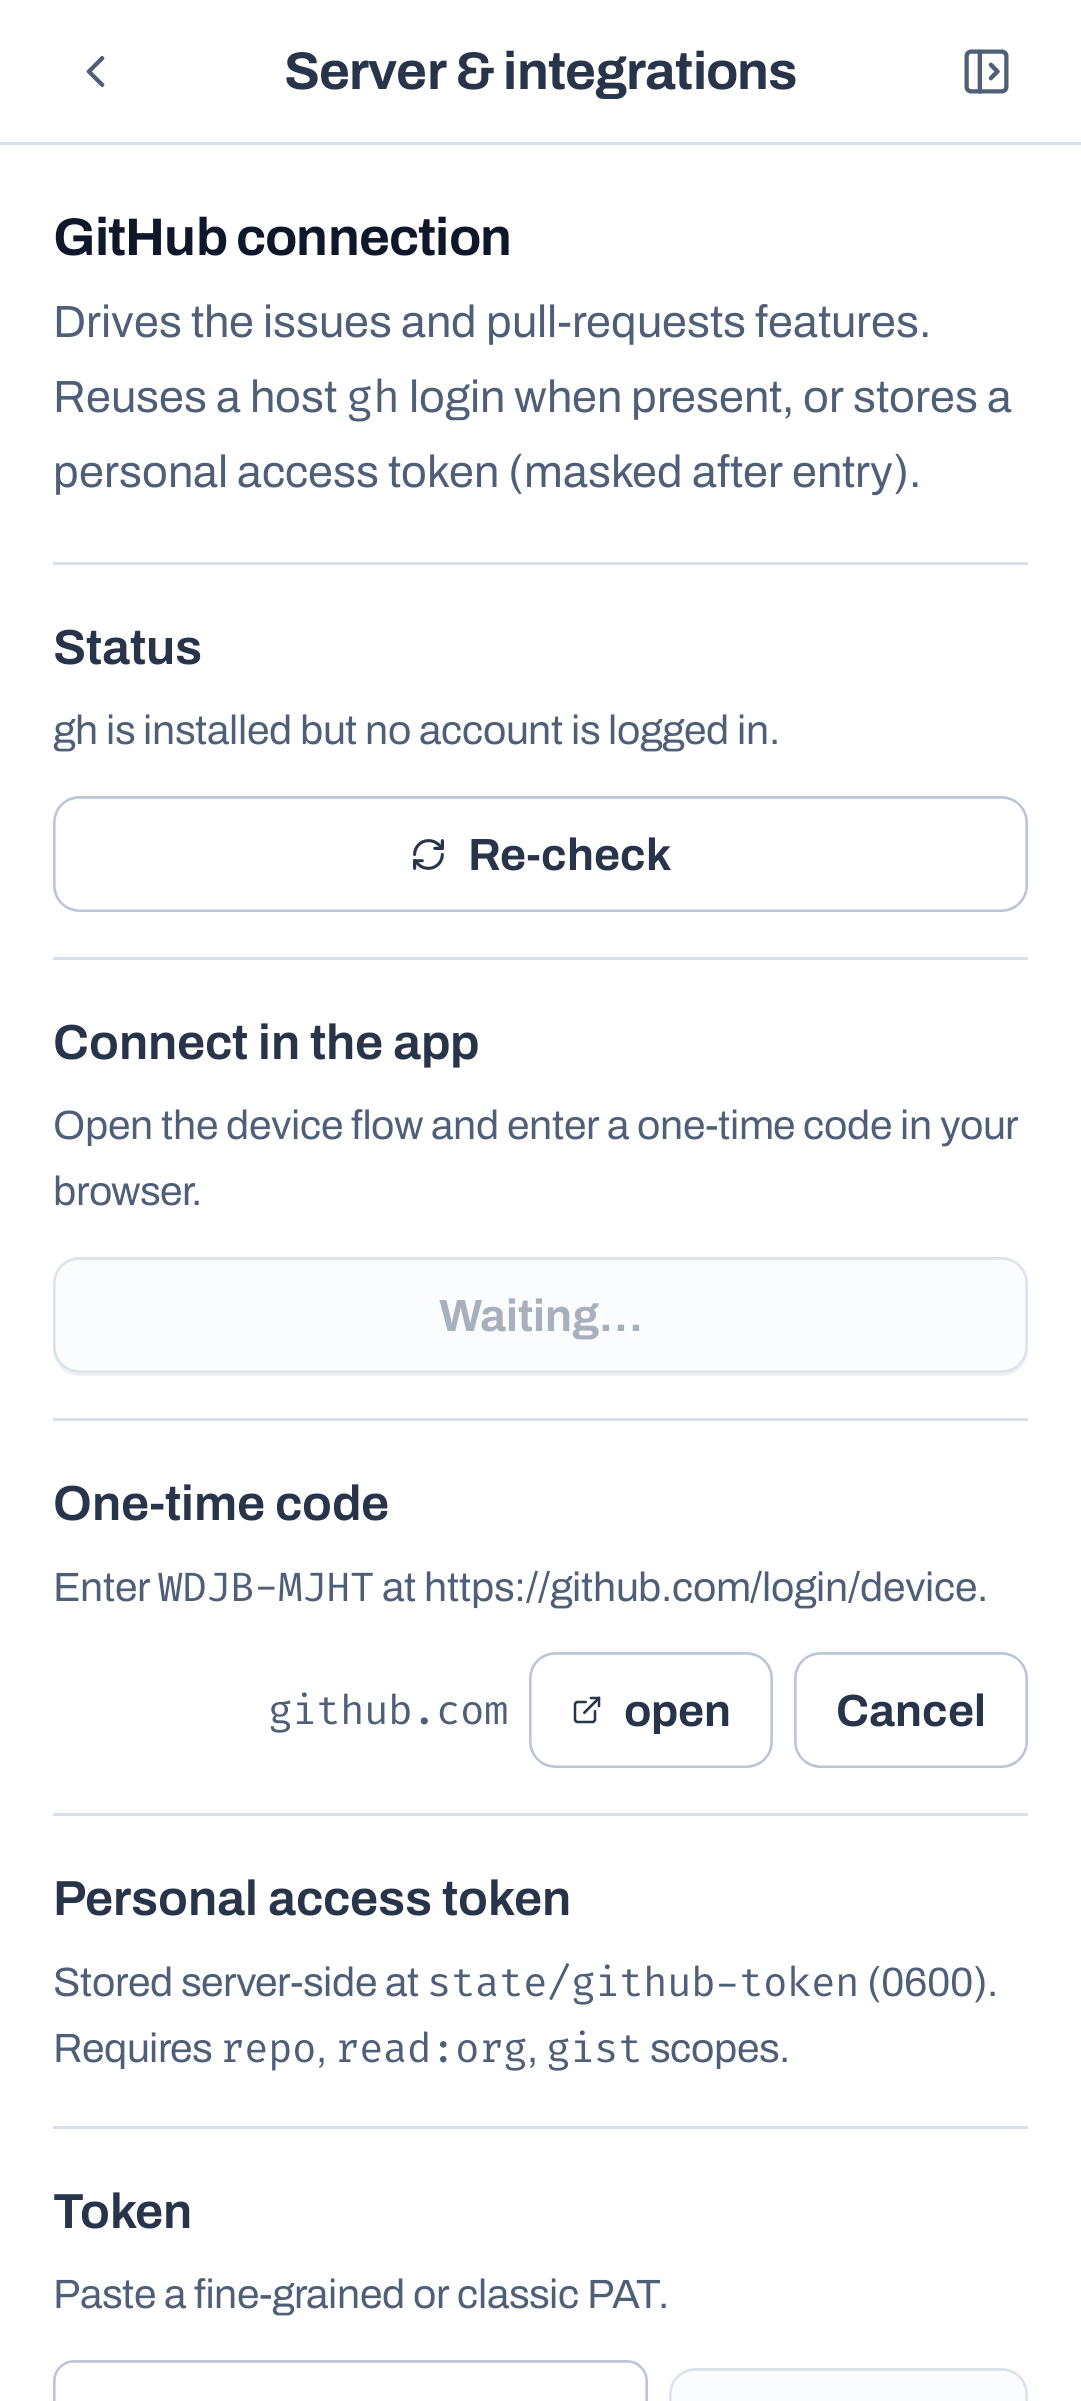 Server & integrations
GitHub connection
Drives the issues and pull-requests features.
Reuses a host gh login when present, or stores a
personal access token (masked after entry).
Status
gh is installed but no account is logged in.
Re-check
Connect in the app
Open the device flow and enter a one-time code in your
browser.
Waiting...
One-time code
Enter WDJB-MJHT at https://github.com/login/device.
github.com open Cancel
Personal access token
Stored server-side at state/github-token (0600).
Requires repo, read:org, gist scopes.
Token
Paste a fine-grained or classic PAT.